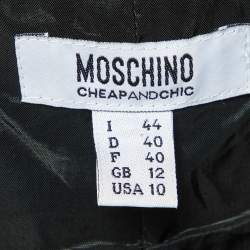 MOSCHINO
CHEAPANDCHIC
I 44
D 40
F 40
GB 12
USA 10